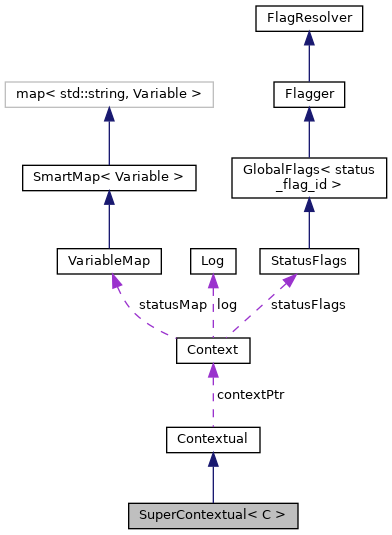 FlagResolver
map< std::string, Variable >
Flagger
SmartMap< Variable >
GlobalFlags< status
_flag_id >
VariableMap
Log
StatusFlags
statusMap
log
statusFlags
Context
contextPtr
Contextual
SuperContextual< C >